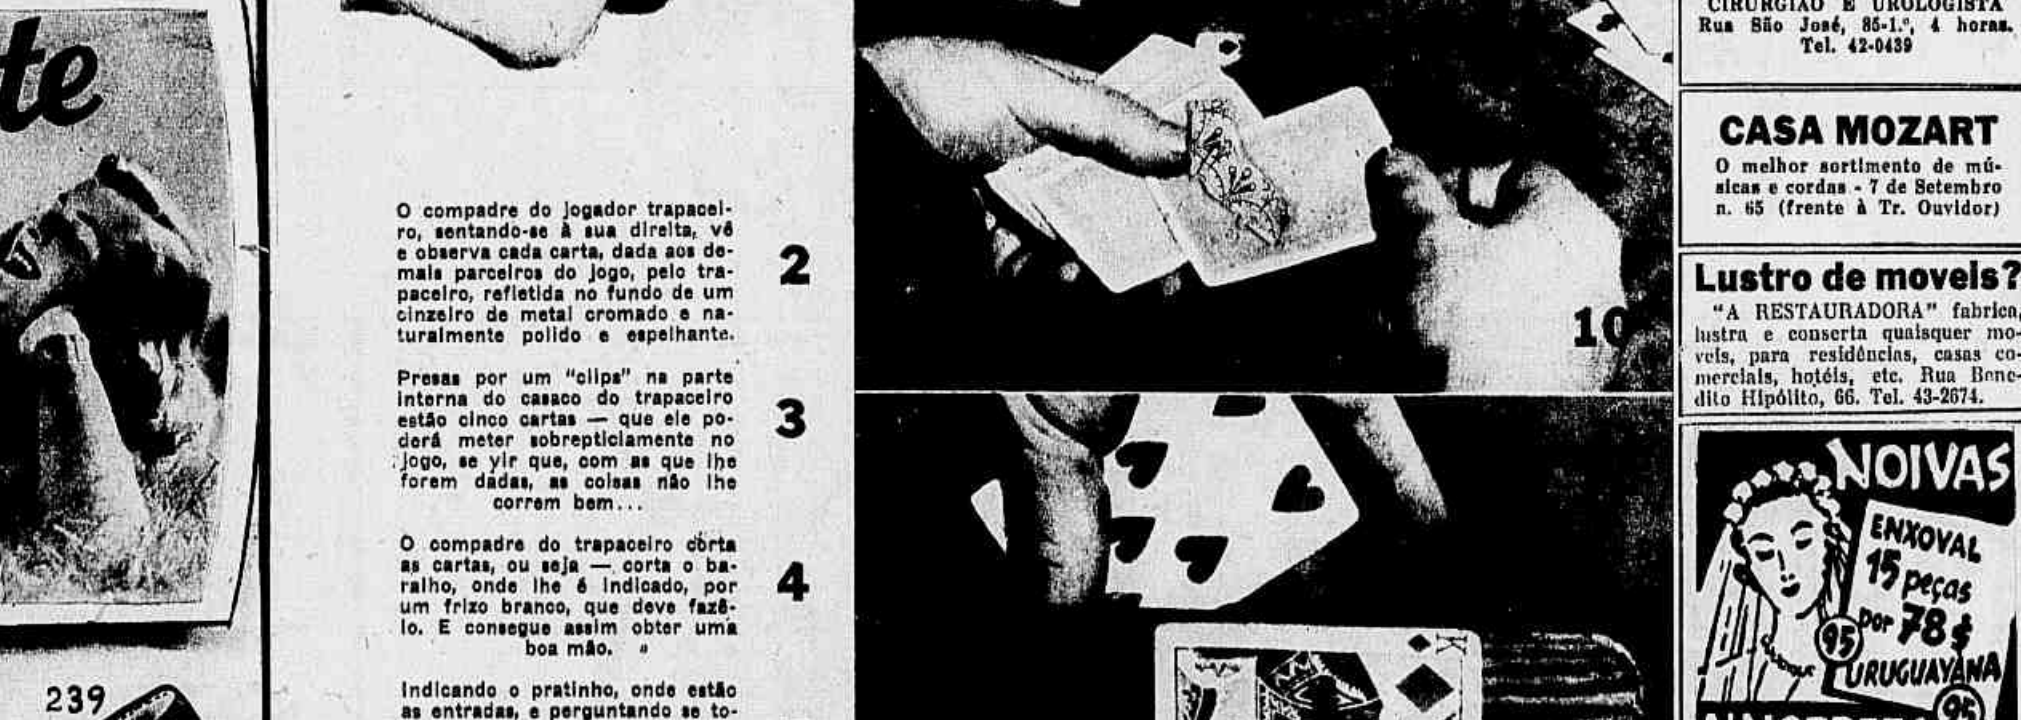 te
239
O compadre do jogador trapacei-
ro, sentando-se à sua direita, vê
e observa cada carta, dada aos de-
mais parceiros do jogo, pelo tra-
paceiro, refletida no fundo de um
cinzeiro de metal cromado e na-
turalmente polido e espelhante.
2
Presas por um "clips" na parte
interna do casaco do trapaceiro
estão cinco cartas — que ele po-
derá meter sobrepticiamente no
jogo, se vir que, com as que lhe
forem dadas, as coisas não lhe
correm bem...
3
O compadre do trapaceiro córta
as cartas, ou seja — corta o ba-
ralho, onde lhe é indicado, por
um frizo branco, que deve fazê-
lo. E consegue assim obter uma
boa mão.
4
Indicando o pratinho, onde estão
as entradas, e perguntando se to-
10
K
CIRURGIÃO E UROLOGISTA
Rua São José, 85-1.º, 4 horas.
Tel. 42-0439
CASA MOZART
O melhor sortimento de mú-
sicas e cordas - 7 de Setembro
n. 65 (frente à Tr. Ouvidor)
Lustro de moveis?
"A RESTAURADORA" fabrica,
lustra e conserta quaisquer mo-
veis, para residências, casas co-
merciais, hotéis, etc. Rua Bene-
dito Hipólito, 66. Tel. 43-2674.
NOIVAS
ENXOVAL
15 peças
por 78$
95
URUGUAYANA
95